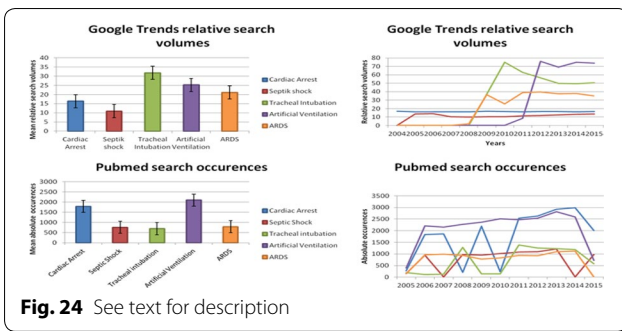 Google Trends relative search
volumes
Mean relative search volumes
40
35
30
25
20
15
10
5
0
Cardiac
Arrest
Septik
shock
Tracheal
Intubation
Artificial
Ventilation
ARDS
Cardiac Arrest
Septik shock
Tracheal Intubation
Artificial Ventilation
ARDS
Google Trends relative search
volumes
Relative search volumes
80
70
60
50
40
30
20
10
0
2004 2005 2006 2007 2008 2009 2010 2011 2012 2013 2014 2015
Years
Pubmed search occurences
Mean absolute occurences
3000
2500
2000
1500
1000
500
0
Cardiac Arrest
Septic Shock
Tracheal intubation
Artificial Ventilation
ARDS
Cardiac Arrest
Septic Shock
Tracheal intubation
Artificial Ventilation
ARDS
Pubmed search occurences
Absolute occurences
3500
3000
2500
2000
1500
1000
500
0
2005 2006 2007 2008 2009 2010 2011 2012 2013 2014 2015
Fig. 24 See text for description